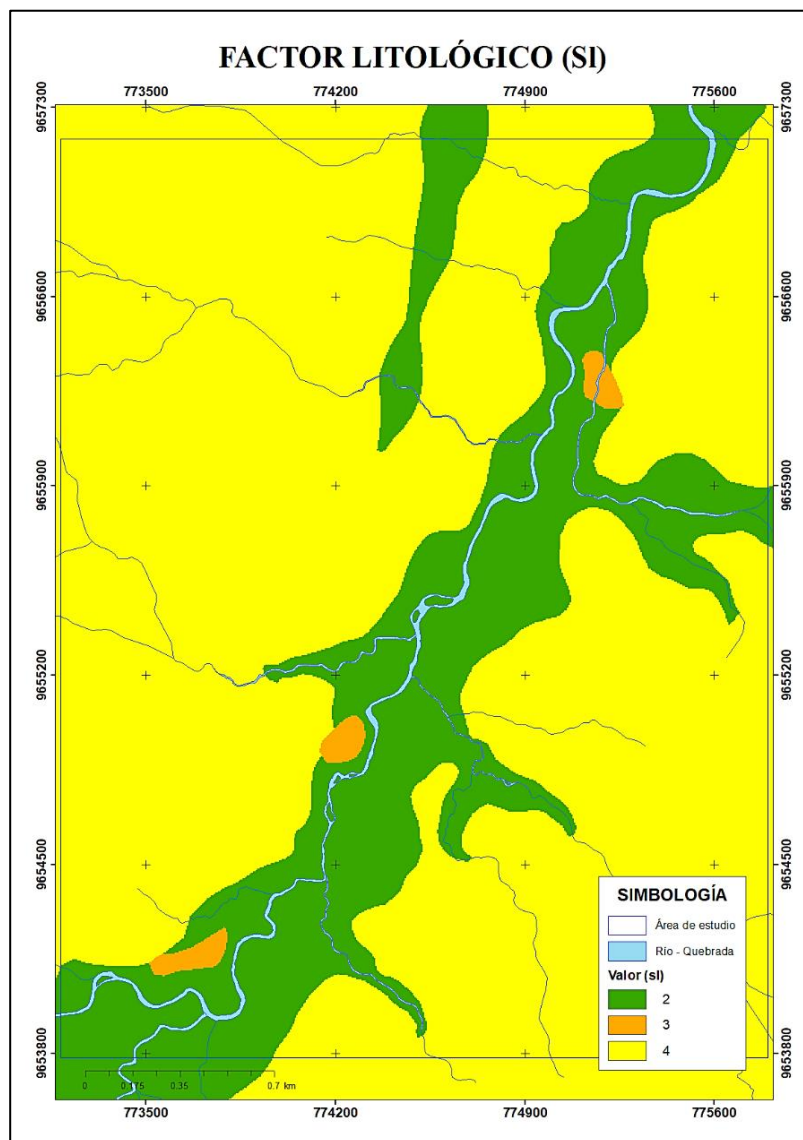 FACTOR LITOLÓGICO (Sl)
773500 774200 774900 775600
9657300 9657300
9656600 9656600
9655900 9655900
9655200 9655200
9654500 9654500
9653800 9653800
SIMBOLOGÍA
Área de estudio
Río - Quebrada
Valor (sl)
2
3
4
0 0.175 0.35 0.7 km
773500 774200 774900 775600